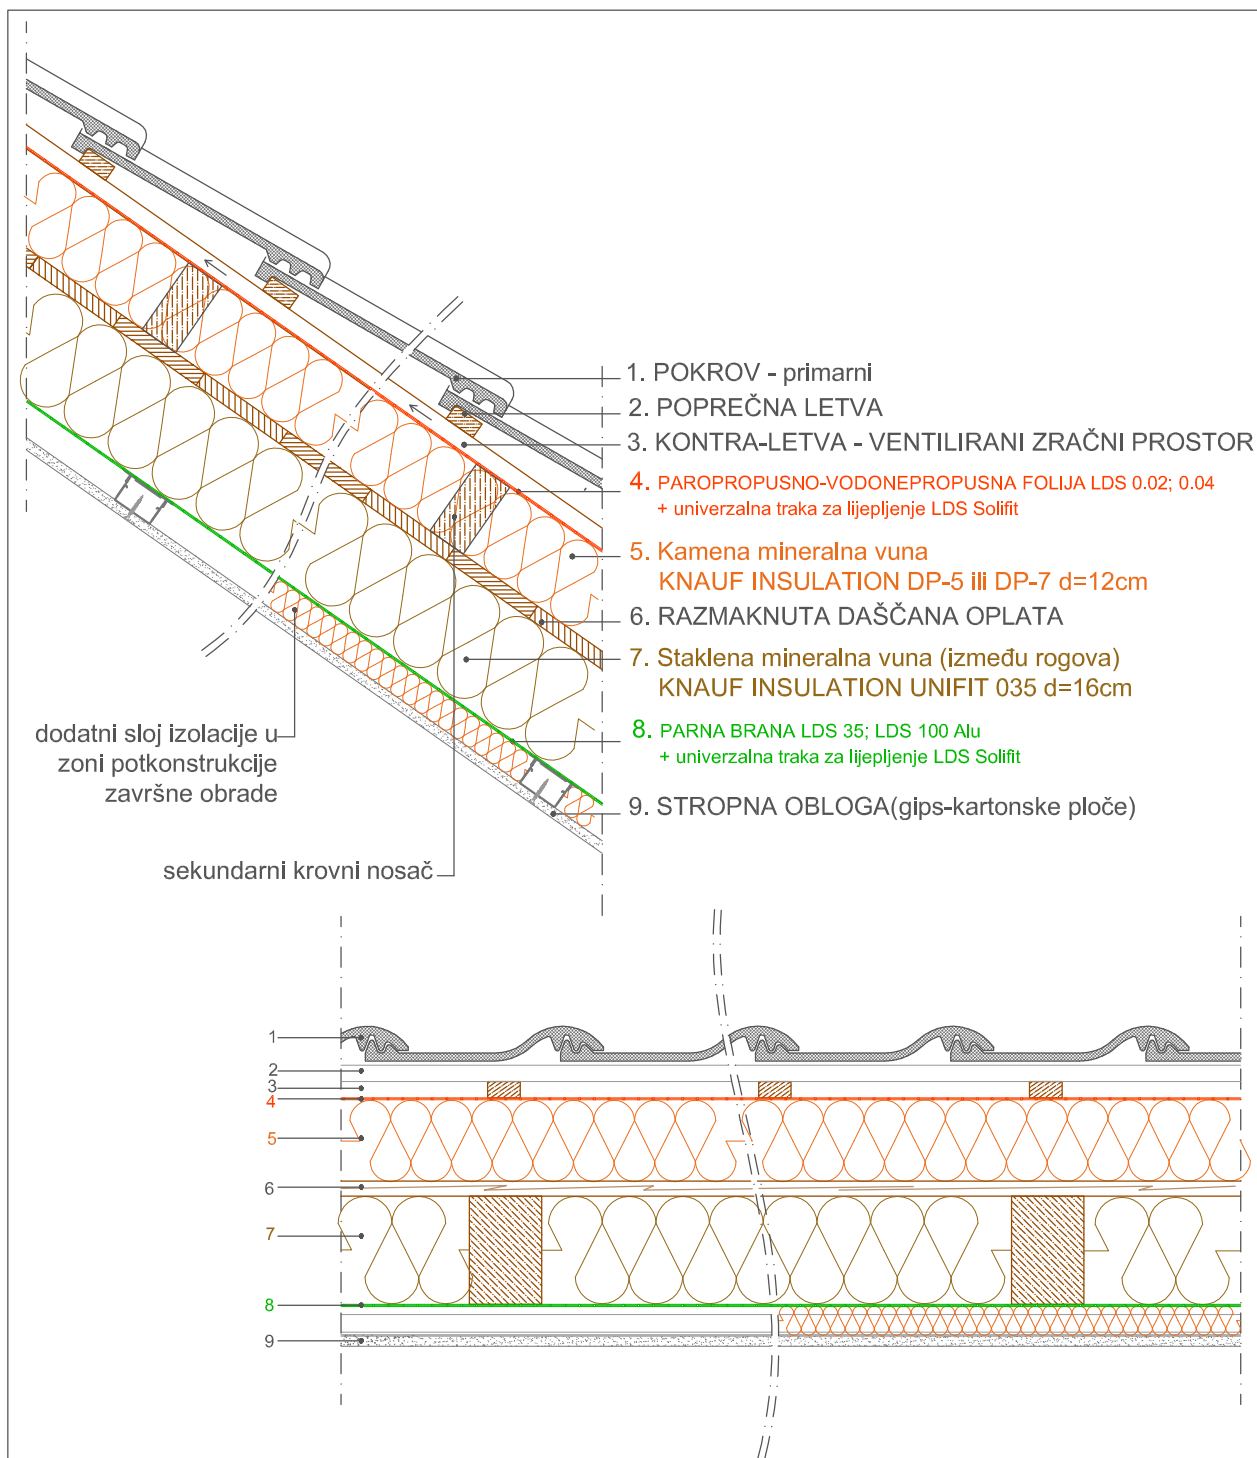 1. POKROV - primarni
2. POPREČNA LETVA
3. KONTRA-LETVA - VENTILIRANI ZRAČNI PROSTOR
4. PAROPROPUSNO-VODONEPROPUSNA FOLIJA LDS 0.02; 0.04
+ univerzalna traka za lijepljenje LDS Solifit
5. Kamena mineralna vuna
KNAUF INSULATION DP-5 ili DP-7 d=12cm
6. RAZMAKNUTA DAŠČANA OPLATA
7. Staklena mineralna vuna (između rogova)
KNAUF INSULATION UNIFIT 035 d=16cm
8. PARNA BRANA LDS 35; LDS 100 Alu
+ univerzalna traka za lijepljenje LDS Solifit
9. STROPNA OBLOGA(gips-kartonske ploče)
dodatni sloj izolacije u
zoni potkonstrukcije
završne obrade
sekundarni krovni nosač
1
2
3
4
5
6
7
8
9